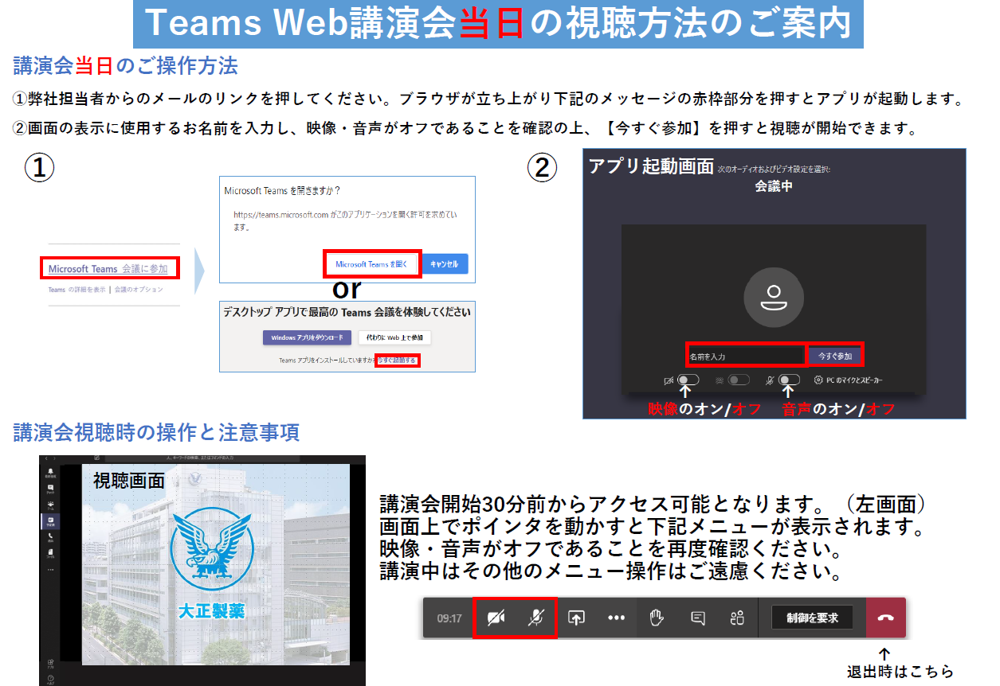 Teams Web講演会当日の視聴方法のご案内
講演会当日のご操作方法
①弊社担当者からのメールのリンクを押してください。ブラウザが立ち上がり下記のメッセージの赤枠部分を押すとアプリが起動します。
②画面の表示に使用するお名前を入力し、映像・音声がオフであることを確認の上、【今すぐ参加】を押すと視聴が開始できます。
①
Microsoft Teams 会議に参加
Teams の詳細を表示 | 会議のオプション
Microsoft Teams を開きますか？
https://teams.microsoft.com がこのアプリケーションを開く許可を求めてい
ます。
Microsoft Teams を開く キャンセル
or
デスクトップ アプリで最高の Teams 会議を体験してください
Windows アプリをダウンロード 代わりに Web 上で参加
Teams アプリをインストールしていますか?今すぐ起動する
②
アプリ起動画面 次のオーディオおよびビデオ設定を選択:
会議中
名前を入力 今すぐ参加
PC のマイクとスピーカー
映像のオン/オフ 音声のオン/オフ
講演会視聴時の操作と注意事項
視聴画面
大正製薬
講演会開始30分前からアクセス可能となります。（左画面）
画面上でポインタを動かすと下記メニューが表示されます。
映像・音声がオフであることを再度確認ください。
講演中はその他のメニュー操作はご遠慮ください。
09:17 制御を要求
↑
退出時はこちら